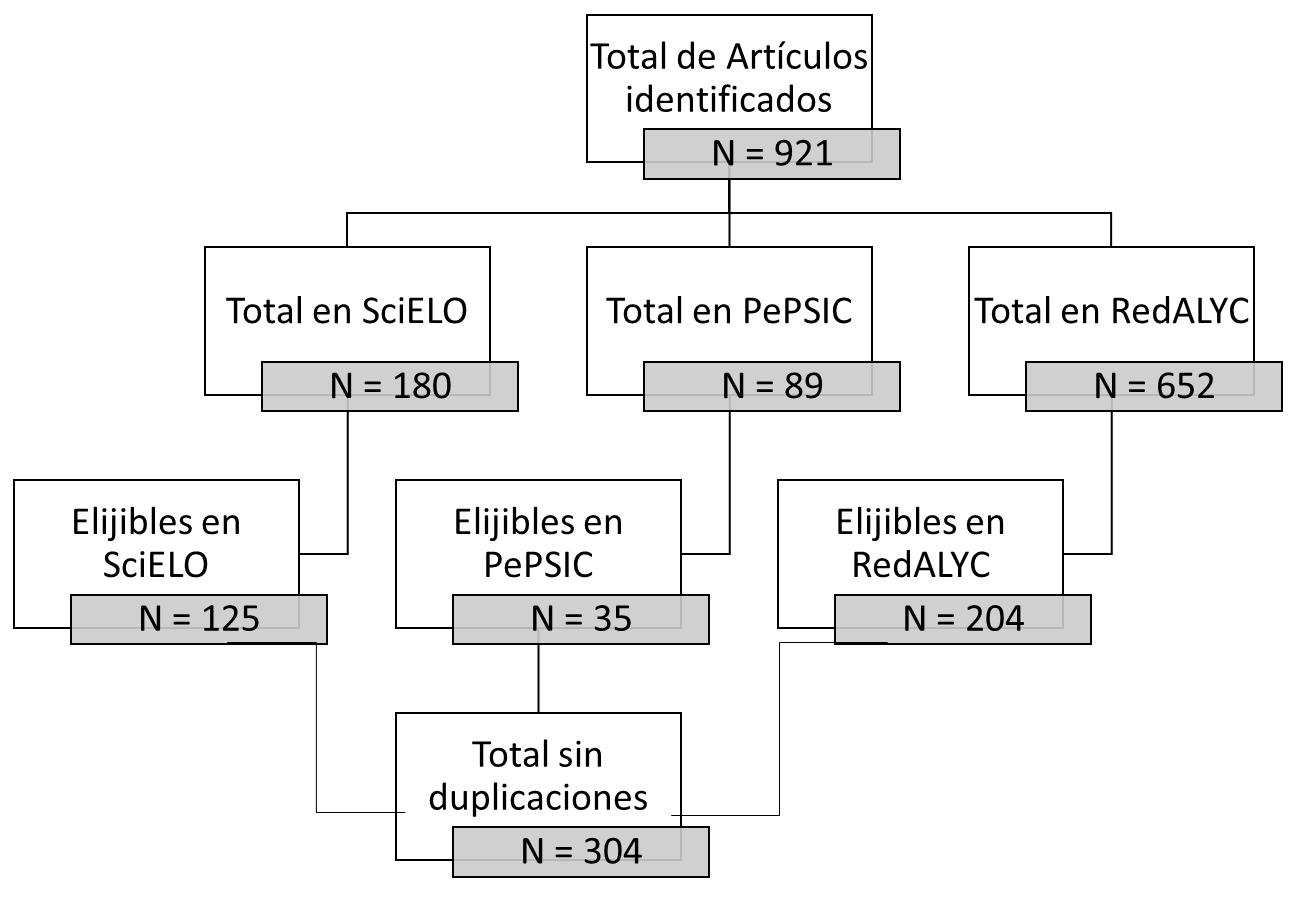 Total de Artículos
identificados
N = 921
Total en SciELO
N = 180
Total en PePSIC
N = 89
Total en RedALYC
N = 652
Elijibles en
SciELO
N = 125
Elijibles en
PePSIC
N = 35
Elijibles en
RedALYC
N = 204
Total sin
duplicaciones
N = 304